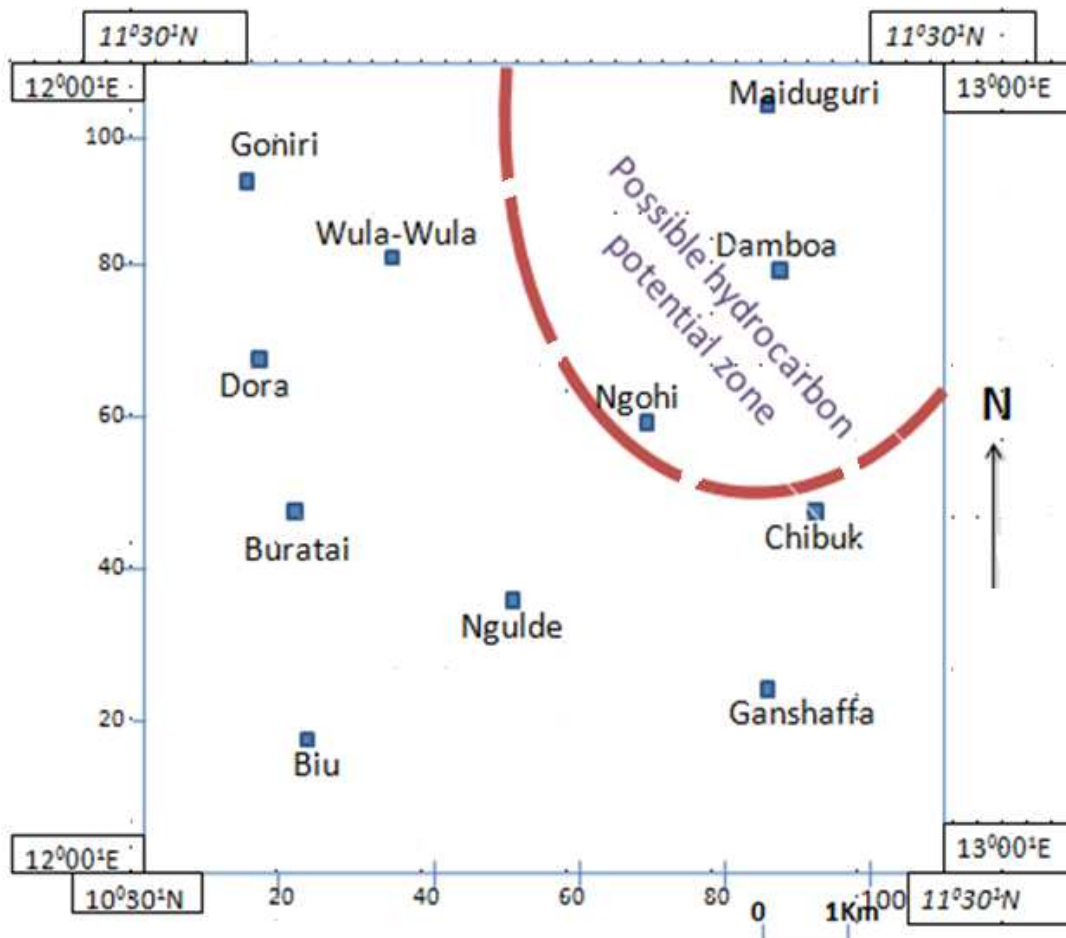 11⁰30¹N
11⁰30¹N
12⁰00¹E
13⁰00¹E
Maiduguri
100
Goniri
Possible hydrocarbon
potential zone
Wula-Wula
Damboa
80
Dora
Ngohi
60
N
Buratai
Chibuk
40
Ngulde
Ganshaffa
20
Biu
12⁰00¹E
13⁰00¹E
10⁰30¹N
20
40
60
80
100
11⁰30¹N
0
1Km